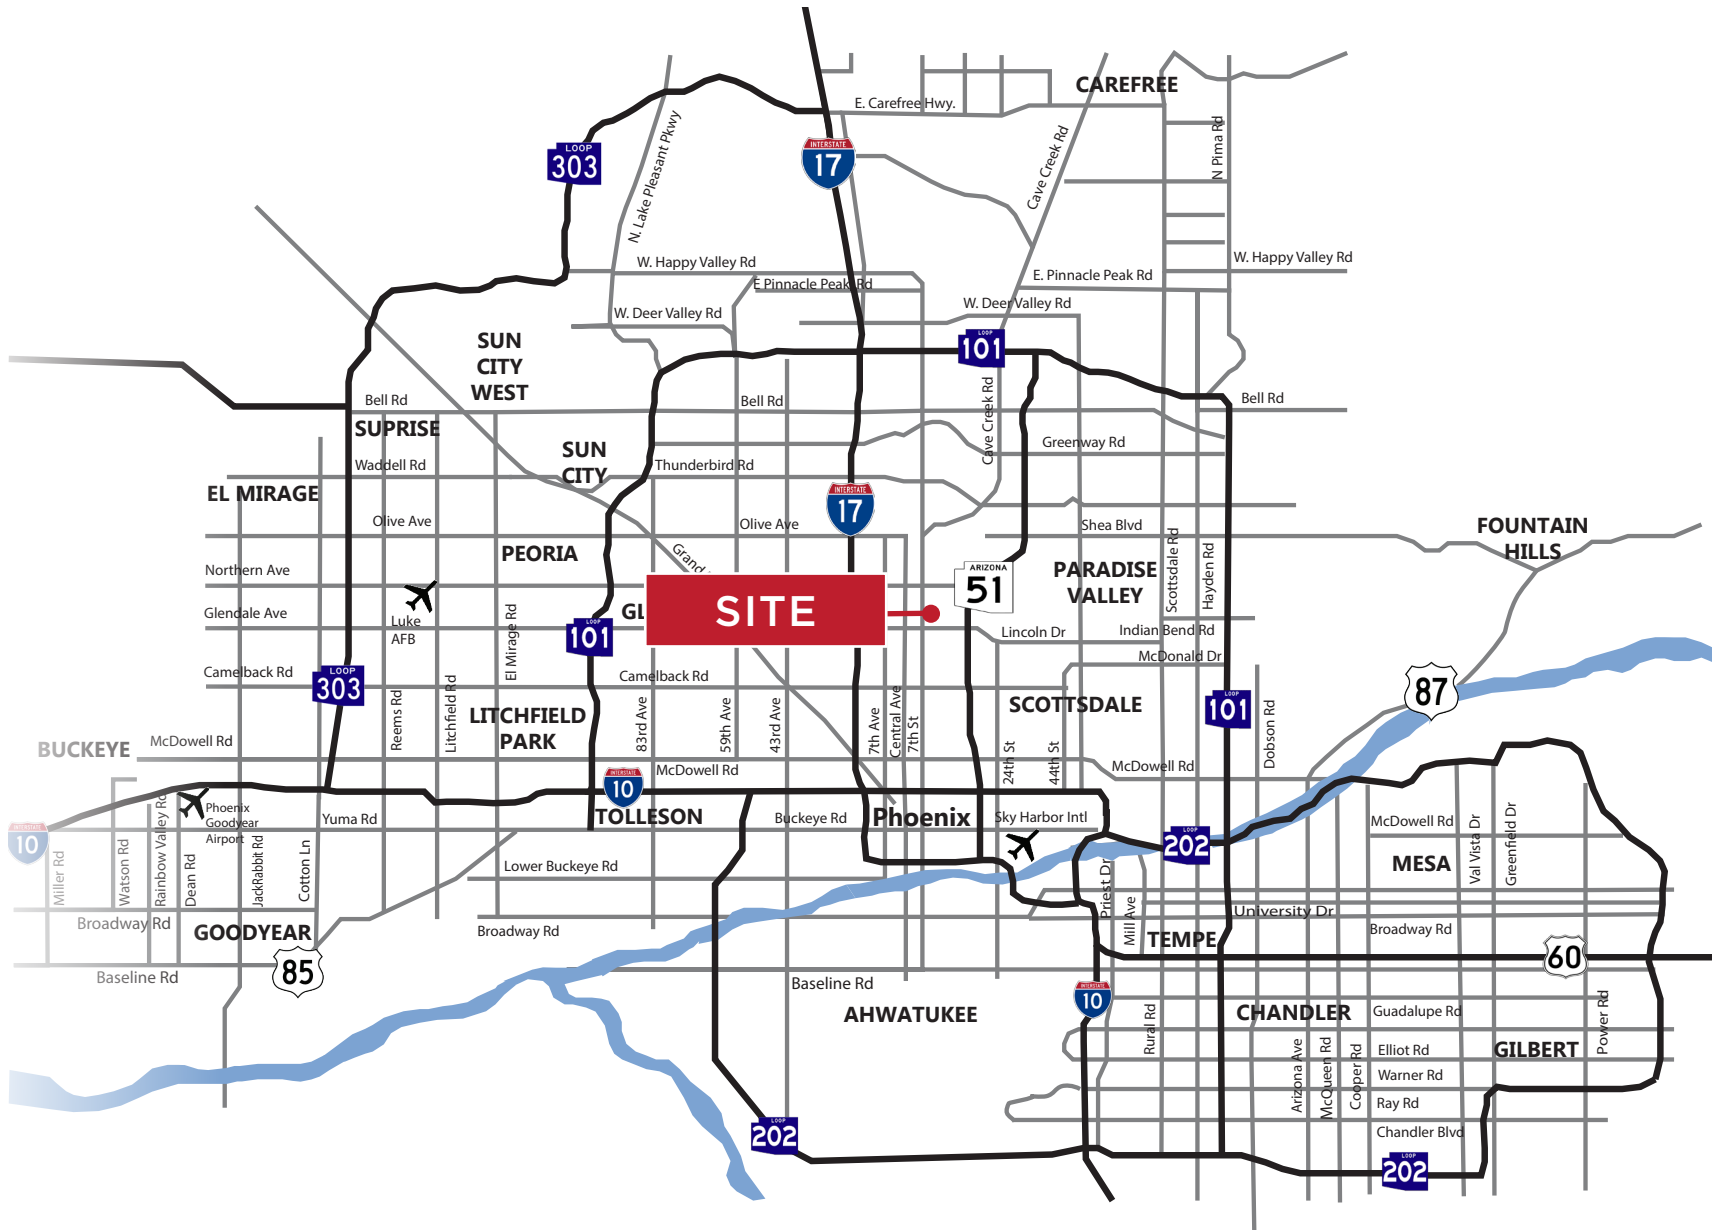 CAREFREE
E. Carefree Hwy.
LOOP
303
INTERSTATE
17
N. Lake Pleasant Pkwy
Cave Creek Rd
N Pima Rd
W. Happy Valley Rd
W. Happy Valley Rd
E Pinnacle Peak Rd
E. Pinnacle Peak Rd
W. Deer Valley Rd
W. Deer Valley Rd
SUN
CITY
WEST
LOOP
101
Bell Rd
Bell Rd
Bell Rd
Cave Creek Rd
SUPRISE
Greenway Rd
SUN
CITY
Waddell Rd
Thunderbird Rd
EL MIRAGE
INTERSTATE
17
Olive Ave
Olive Ave
Shea Blvd
FOUNTAIN
HILLS
PEORIA
Grand
Scottsdale Rd
Hayden Rd
Northern Ave
ARIZONA
51
PARADISE
VALLEY
Glendale Ave
Luke
AFB
El Mirage Rd
GL
SITE
LOOP
101
Lincoln Dr
Indian Bend Rd
McDonald Dr
Camelback Rd
LOOP
303
Camelback Rd
87
Reems Rd
Litchfield Rd
LITCHFIELD
PARK
83rd Ave
59th Ave
43rd Ave
7th Ave
Central Ave
7th St
SCOTTSDALE
LOOP
101
Dobson Rd
24th St
44th St
BUCKEYE
McDowell Rd
McDowell Rd
McDowell Rd
INTERSTATE
10
Phoenix
Goodyear
Airport
Yuma Rd
TOLLESON
Buckeye Rd
Phoenix
Sky Harbor Intl
McDowell Rd
INTERSTATE
10
LOOP
202
Miller Rd
Watson Rd
Rainbow Valley Rd
Dean Rd
JackRabbit Rd
Cotton Ln
Lower Buckeye Rd
Priest Dr
Mill Ave
MESA
Val Vista Dr
Greenfield Dr
Broadway Rd
GOODYEAR
Broadway Rd
University Dr
Broadway Rd
TEMPE
60
Baseline Rd
85
Baseline Rd
INTERSTATE
10
AHWATUKEE
Rural Rd
CHANDLER
Guadalupe Rd
Power Rd
Arizona Ave
McQueen Rd
Cooper Rd
Elliot Rd
GILBERT
Warner Rd
Ray Rd
Chandler Blvd
LOOP
202
LOOP
202